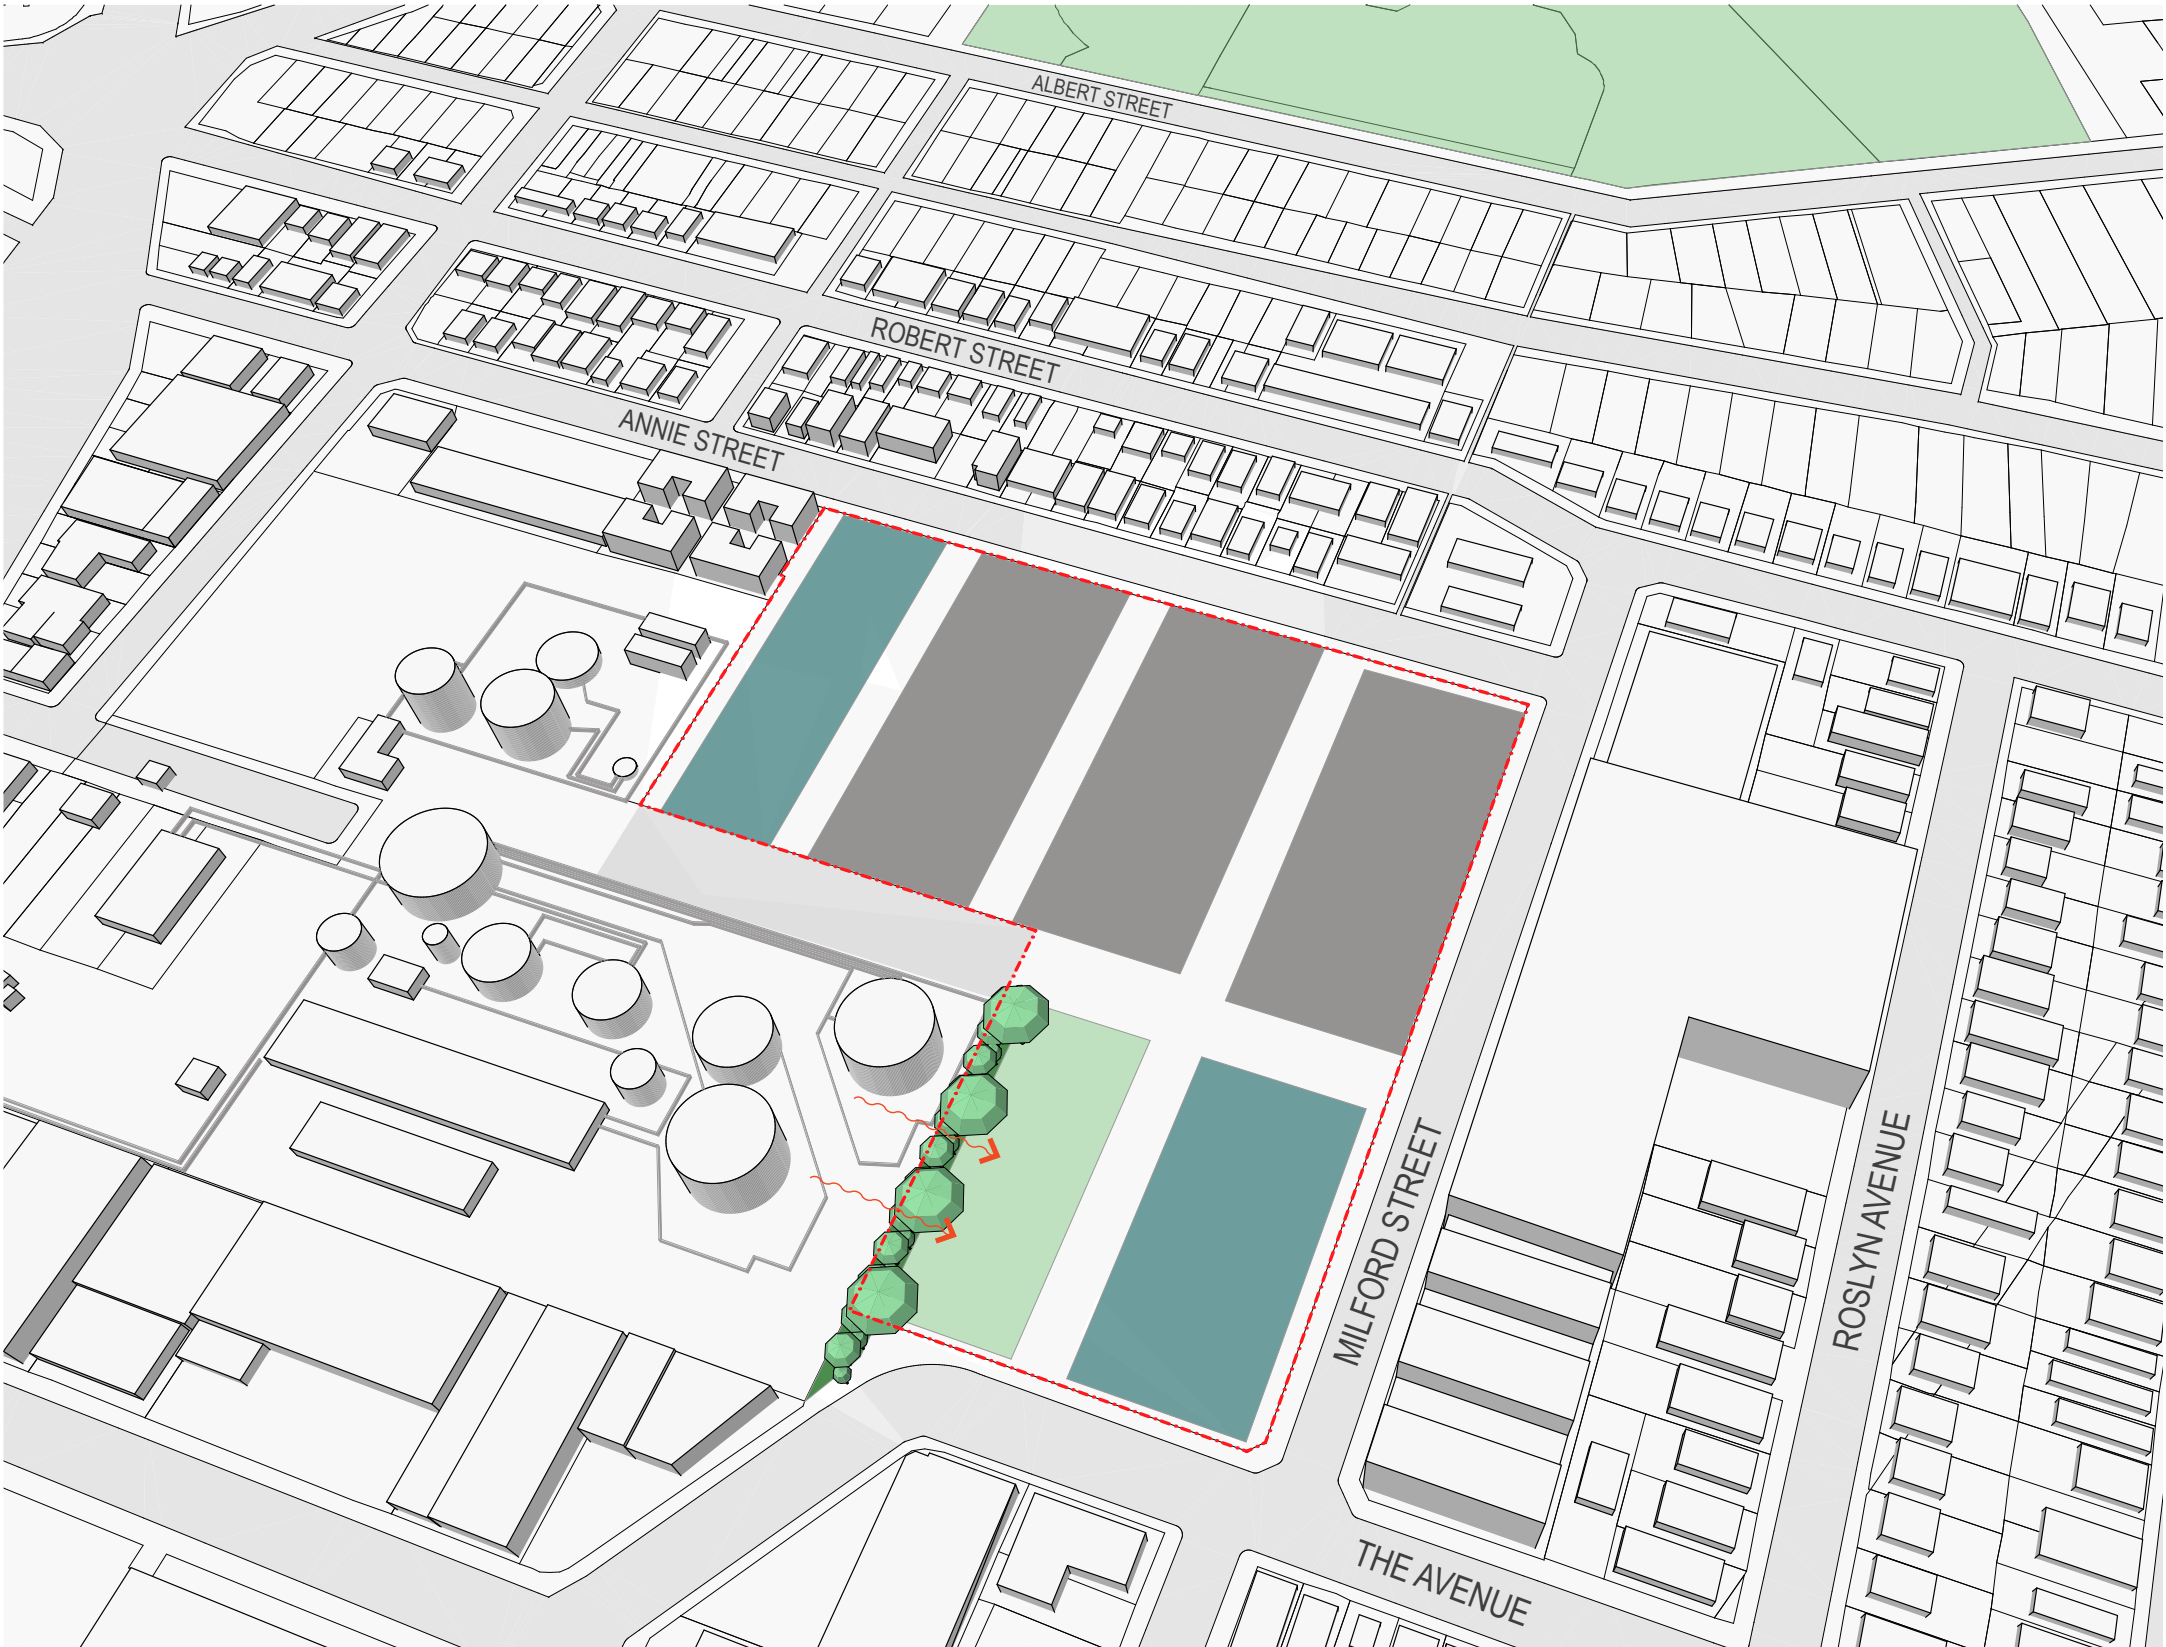 ALBERT STREET
ROBERT STREET
ANNIE STREET
MILFORD STREET
ROSLYN AVENUE
THE AVENUE